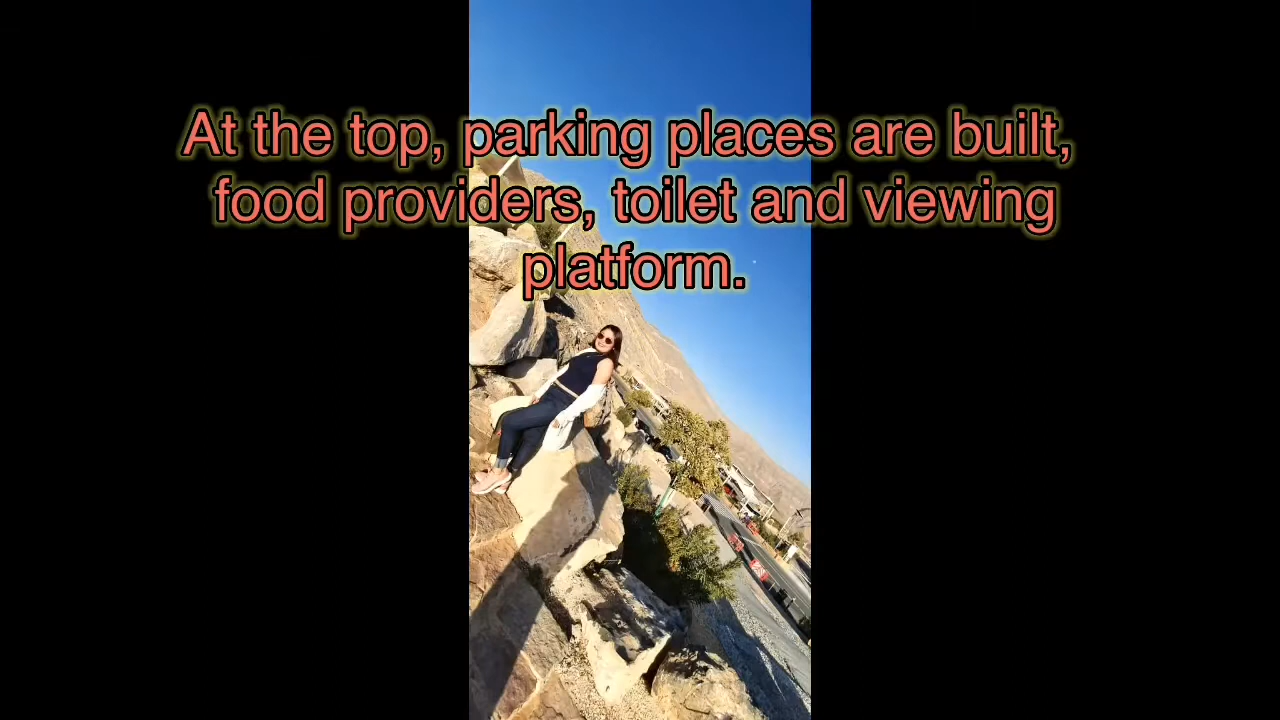 At the top, parking places are built,
food providers, toilet and viewing
platform.